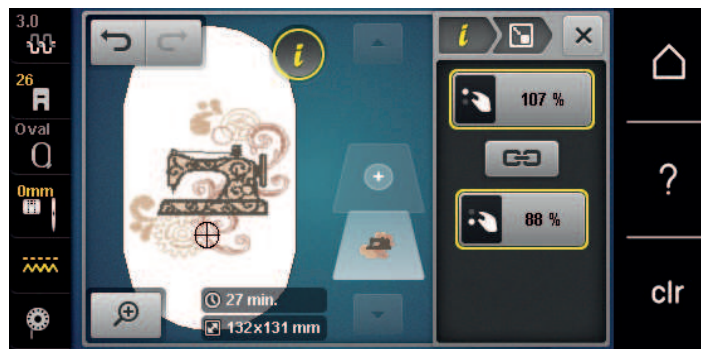 3.0
26
Oval
0mm
i
27 min.
132x131 mm
i
107 %
88 %
?
clr